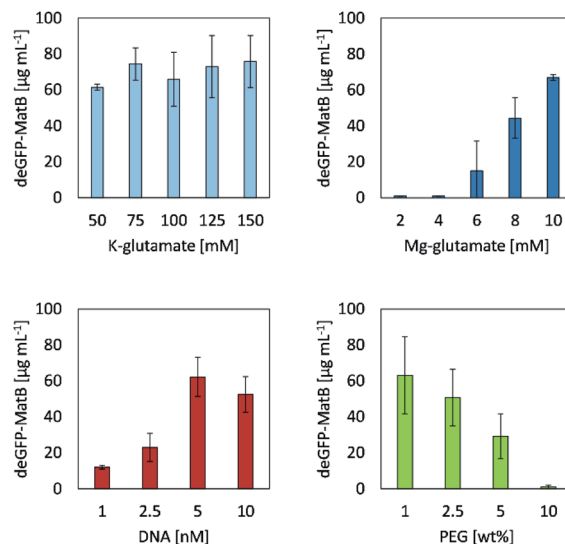 100
80
60
40
20
0
deGFP-MatB [µg mL⁻¹]
50 75 100 125 150
K-glutamate [mM]
100
80
60
40
20
0
deGFP-MatB [µg mL⁻¹]
2 4 6 8 10
Mg-glutamate [mM]
100
80
60
40
20
0
deGFP-MatB [µg mL⁻¹]
1 2.5 5 10
DNA [nM]
100
80
60
40
20
0
deGFP-MatB [µg mL⁻¹]
1 2.5 5 10
PEG [wt%]